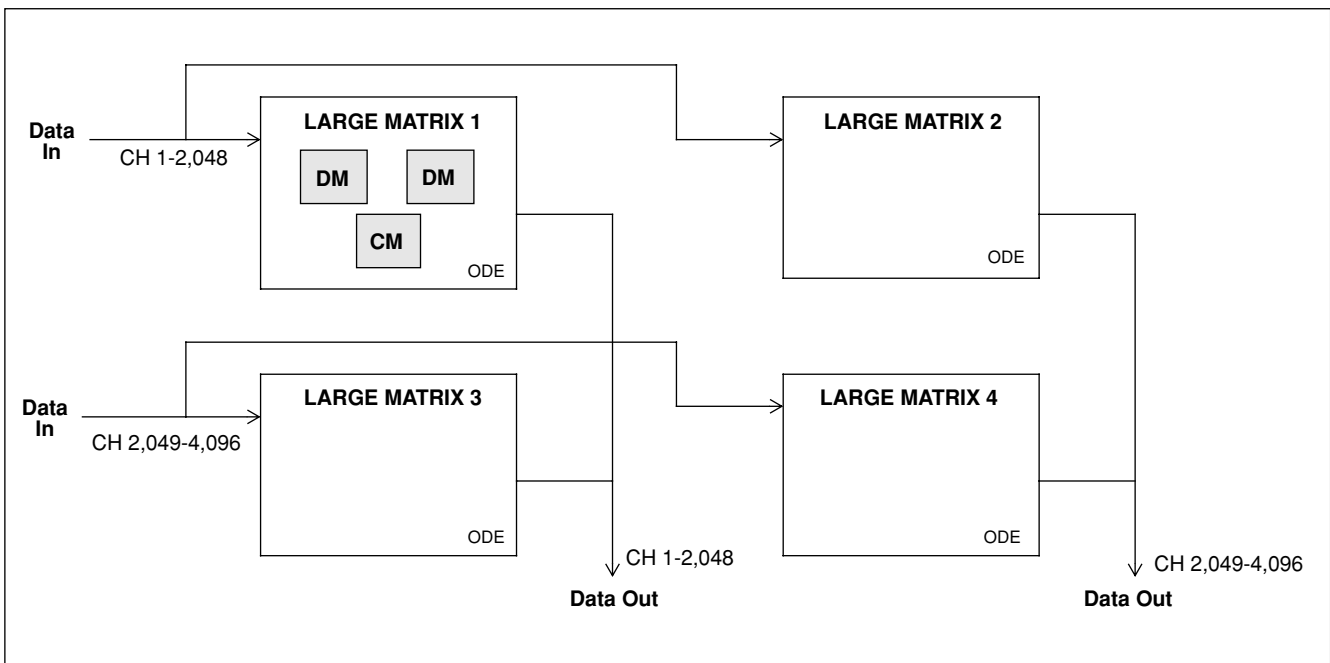 Data
In
CH 1-2,048
LARGE MATRIX 1
DM
DM
CM
ODE
LARGE MATRIX 2
ODE
Data
In
CH 2,049-4,096
LARGE MATRIX 3
ODE
LARGE MATRIX 4
ODE
CH 1-2,048
Data Out
CH 2,049-4,096
Data Out